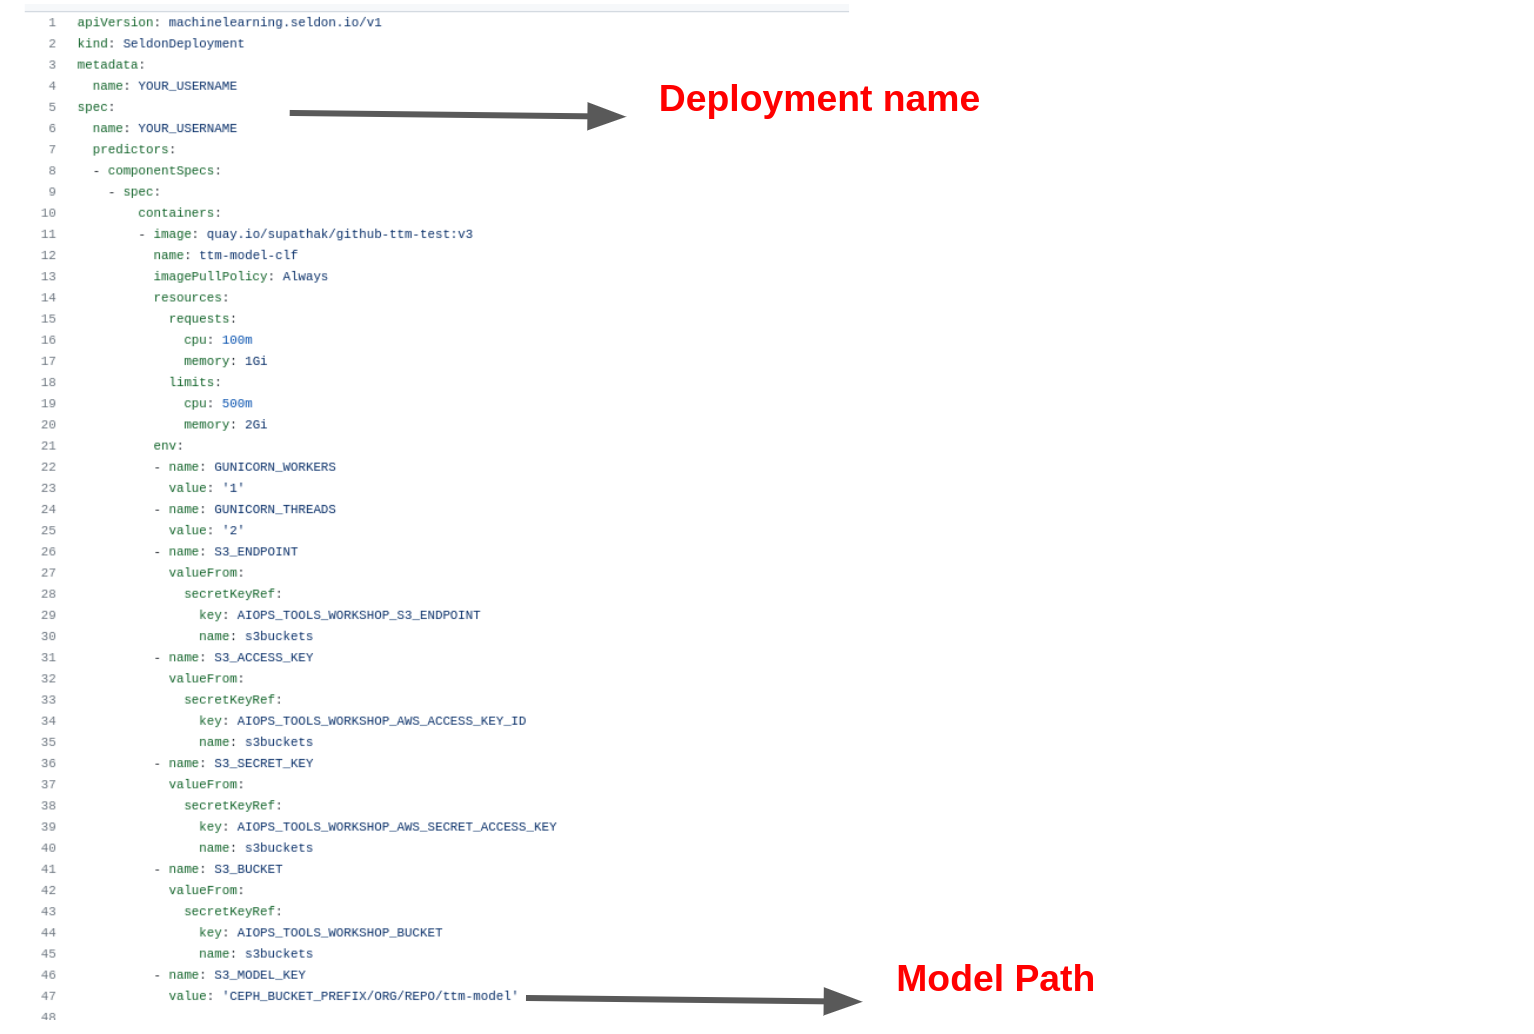 1 apiVersion: machinelearning.seldon.io/v1
2 kind: SeldonDeployment
3 metadata:
4 name: YOUR_USERNAME
Deployment name
5 spec:
6 name: YOUR_USERNAME
7 predictors:
8 - componentSpecs:
9 - spec:
10 containers:
11 - image: quay.io/supathak/github-ttm-test:v3
12 name: ttm-model-clf
13 imagePullPolicy: Always
14 resources:
15 requests:
16 cpu: 100m
17 memory: 1Gi
18 limits:
19 cpu: 500m
20 memory: 2Gi
21 env:
22 - name: GUNICORN_WORKERS
23 value: '1'
24 - name: GUNICORN_THREADS
25 value: '2'
26 - name: S3_ENDPOINT
27 valueFrom:
28 secretKeyRef:
29 key: AIOPS_TOOLS_WORKSHOP_S3_ENDPOINT
30 name: s3buckets
31 - name: S3_ACCESS_KEY
32 valueFrom:
33 secretKeyRef:
34 key: AIOPS_TOOLS_WORKSHOP_AWS_ACCESS_KEY_ID
35 name: s3buckets
36 - name: S3_SECRET_KEY
37 valueFrom:
38 secretKeyRef:
39 key: AIOPS_TOOLS_WORKSHOP_AWS_SECRET_ACCESS_KEY
40 name: s3buckets
41 - name: S3_BUCKET
42 valueFrom:
43 secretKeyRef:
44 key: AIOPS_TOOLS_WORKSHOP_BUCKET
45 name: s3buckets
46 - name: S3_MODEL_KEY
Model Path
47 value: 'CEPH_BUCKET_PREFIX/ORG/REPO/ttm-model'
48